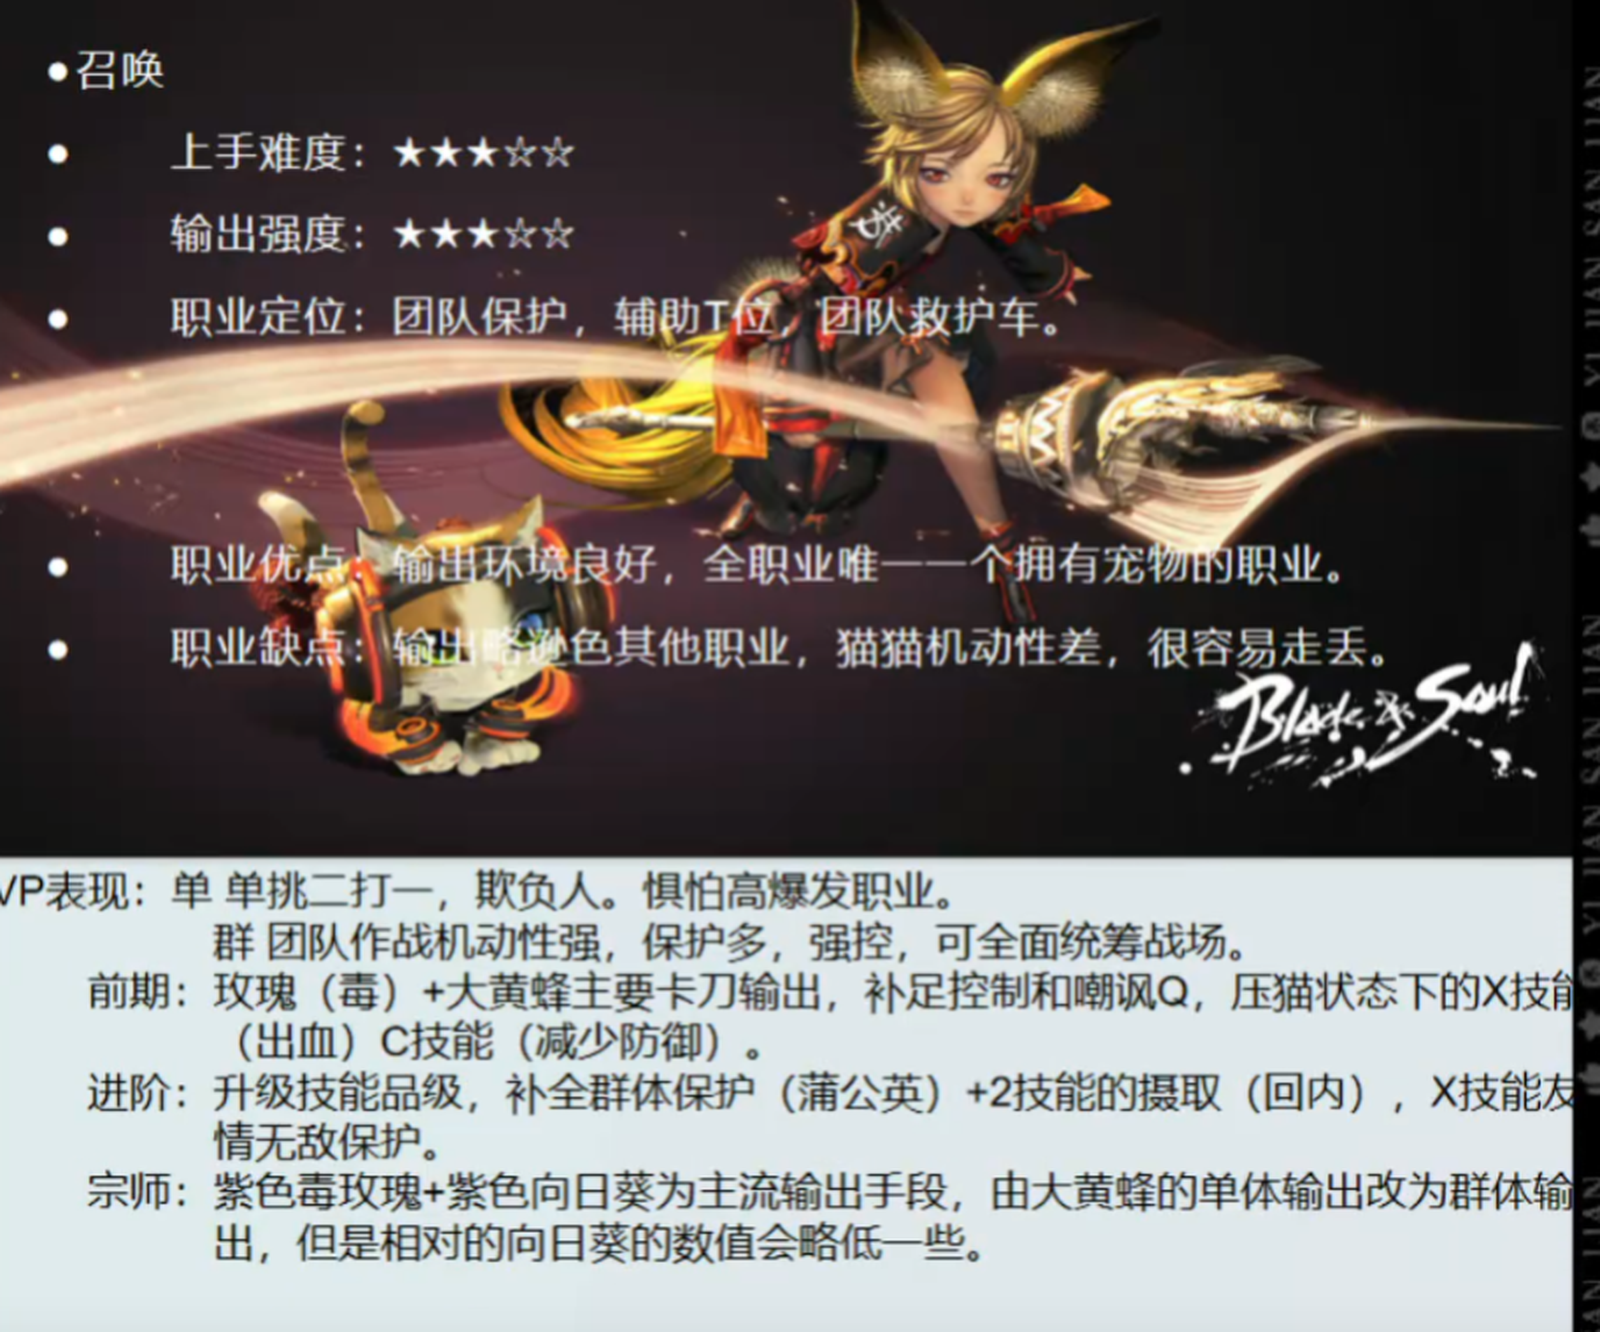 •召唤
• 上手难度：★★★☆☆
• 输出强度：★★★☆☆
• 职业定位：团队保护，辅助T位，团队救护车。
• 职业优点：输出环境良好，全职业唯一一个拥有宠物的职业。
• 职业缺点：输出略逊色其他职业，猫猫机动性差，很容易走丢。
Blade & Soul
VP表现：单 单挑二打一，欺负人。惧怕高爆发职业。
群 团队作战机动性强，保护多，强控，可全面统筹战场。
前期：玫瑰（毒）+大黄蜂主要卡刀输出，补足控制和嘲讽Q，压猫状态下的X技能
（出血）C技能（减少防御）。
进阶：升级技能品级，补全群体保护（蒲公英）+2技能的摄取（回内），X技能友
情无敌保护。
宗师：紫色毒玫瑰+紫色向日葵为主流输出手段，由大黄蜂的单体输出改为群体输
出，但是相对的向日葵的数值会略低一些。
YI JIAN SAN LIAN
YI JIAN SAN LIAN
AN LIAN